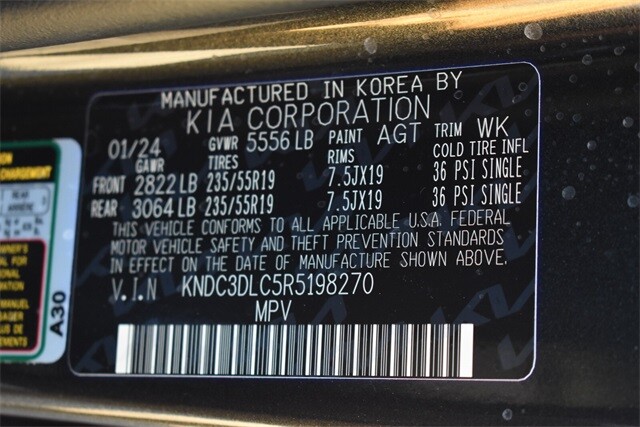 MANUFACTURED IN KOREA BY
KIA CORPORATION
01/24 GVWR 5556 LB PAINT AGT TRIM WK
GAWR TIRES RIMS COLD TIRE INFL
FRONT 2822 LB 235/55R19 7.5JX19 36 PSI SINGLE
REAR 3064 LB 235/55R19 7.5JX19 36 PSI SINGLE
THIS VEHICLE CONFORMS TO ALL APPLICABLE U.S.A. FEDERAL
MOTOR VEHICLE SAFETY AND THEFT PREVENTION STANDARDS
IN EFFECT ON THE DATE OF MANUFACTURE SHOWN ABOVE.
V.I.N KNDC3DLC5R5198270
MPV
A30